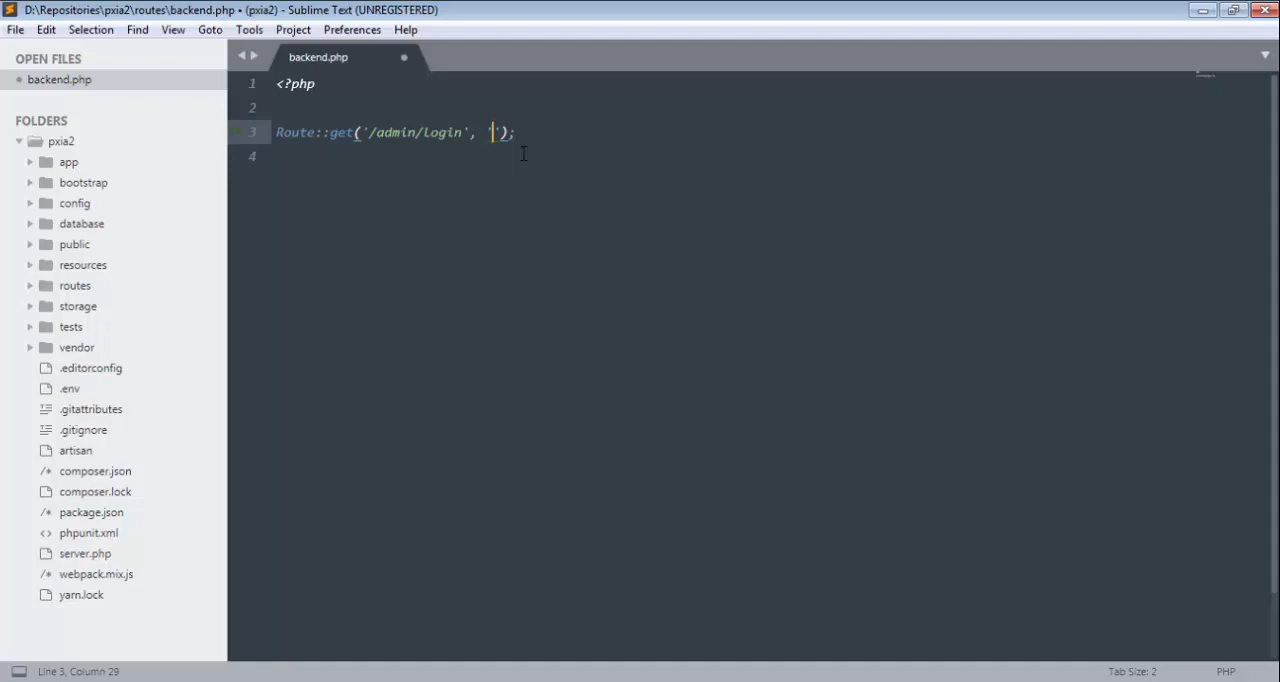 D:\Repositories\pxia2\routes\backend.php • (pxia2) - Sublime Text (UNREGISTERED)
File Edit Selection Find View Goto Tools Project Preferences Help
OPEN FILES
backend.php
FOLDERS
pxia2
app
bootstrap
config
database
public
resources
routes
storage
tests
vendor
.editorconfig
.env
.gitattributes
.gitignore
artisan
composer.json
composer.lock
package.json
phpunit.xml
server.php
webpack.mix.js
yarn.lock
backend.php
1 <?php
2
3 Route::get('/admin/login', '');
4
Line 3, Column 29
Tab Size: 2
PHP